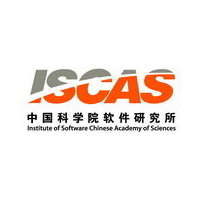 ISCAS
中国科学院软件研究所
Institute of Software Chinese Academy of Sciences